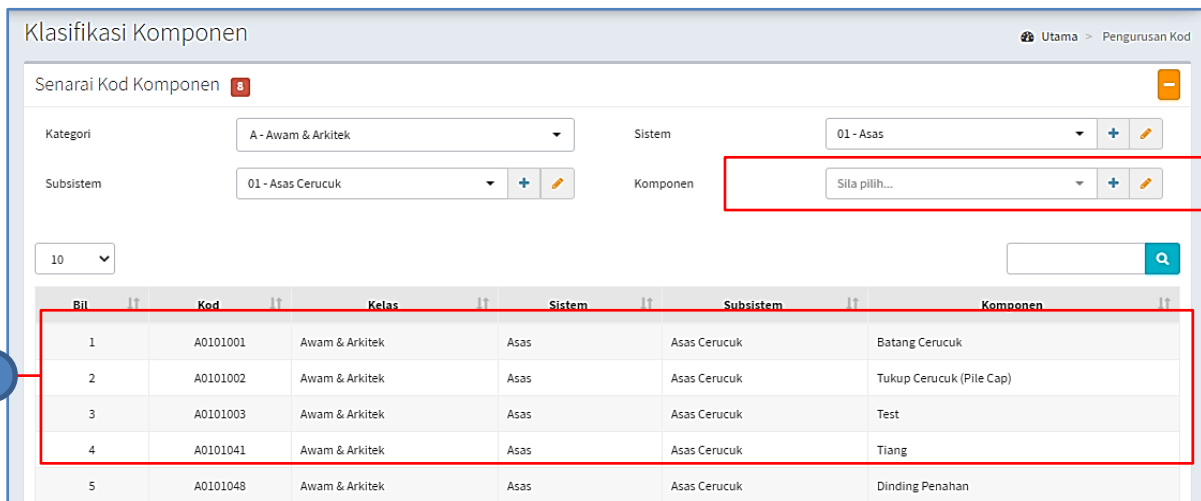 Klasifikasi Komponen
Utama > Pengurusan Kod
Senarai Kod Komponen 8
Kategori A - Awam & Arkitek Sistem 01 - Asas
Subsistem 01 - Asas Cerucuk Komponen Sila pilih...
10
Bil Kod Kelas Sistem Subsistem Komponen
1 A0101001 Awam & Arkitek Asas Asas Cerucuk Batang Cerucuk
2 A0101002 Awam & Arkitek Asas Asas Cerucuk Tukup Cerucuk (Pile Cap)
3 A0101003 Awam & Arkitek Asas Asas Cerucuk Test
4 A0101041 Awam & Arkitek Asas Asas Cerucuk Tiang
5 A0101048 Awam & Arkitek Asas Asas Cerucuk Dinding Penahan